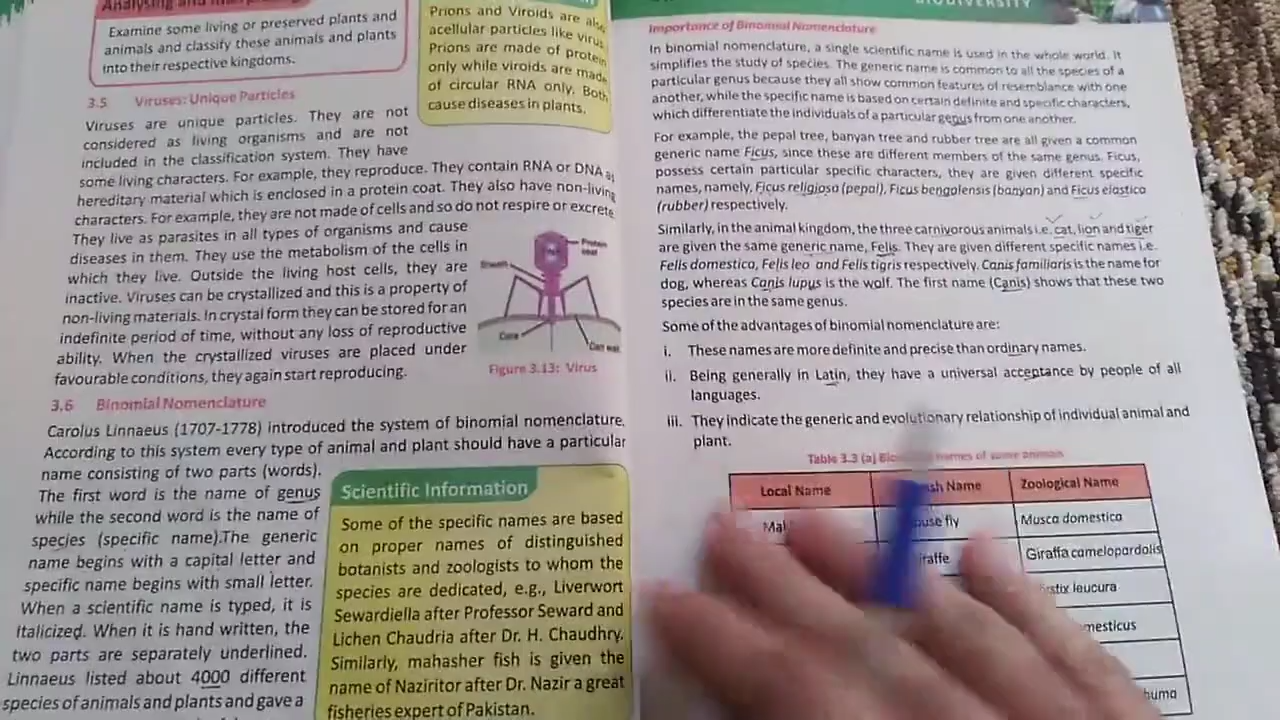 Examine some living or preserved plants and
animals and classify these animals and plants
into their respective kingdoms.
Prions and Viroids are also
acellular particles like virus
Prions are made of protein
only while viroids are made
of circular RNA only. Both
cause diseases in plants.
3.5 Viruses: Unique Particles
Viruses are unique particles. They are not
considered as living organisms and are not
included in the classification system. They have
some living characters. For example, they reproduce. They contain RNA or DNA as
hereditary material which is enclosed in a protein coat. They also have non-living
characters. For example, they are not made of cells and so do not respire or excrete
They live as parasites in all types of organisms and cause
diseases in them. They use the metabolism of the cells in
which they live. Outside the living host cells, they are
inactive. Viruses can be crystallized and this is a property of
non-living materials. In crystal form they can be stored for an
indefinite period of time, without any loss of reproductive
ability. When the crystallized viruses are placed under
favourable conditions, they again start reproducing.
Protein
coat
Sheath
Core
Cell wall
Figure 3.13: Virus
3.6 Binomial Nomenclature
Carolus Linnaeus (1707-1778) introduced the system of binomial nomenclature.
According to this system every type of animal and plant should have a particular
name consisting of two parts (words).
The first word is the name of genus
while the second word is the name of
species (specific name).The generic
name begins with a capital letter and
specific name begins with small letter.
When a scientific name is typed, it is
italicized. When it is hand written, the
two parts are separately underlined.
Linnaeus listed about 4000 different
species of animals and plants and gave a
Scientific Information
Some of the specific names are based
on proper names of distinguished
botanists and zoologists to whom the
species are dedicated, e.g., Liverwort
Sewardiella after Professor Seward and
Lichen Chaudria after Dr. H. Chaudhry.
Similarly, mahasher fish is given the
name of Naziritor after Dr. Nazir a great
fisheries expert of Pakistan.
BIODIVERSITY
Importance of Binomial Nomenclature
In binomial nomenclature, a single scientific name is used in the whole world. It
simplifies the study of species. The generic name is common to all the species of a
particular genus because they all show common features of resemblance with one
another, while the specific name is based on certain definite and specific characters,
which differentiate the individuals of a particular genus from one another.
For example, the pepal tree, banyan tree and rubber tree are all given a common
generic name Ficus, since these are different members of the same genus. Ficus,
possess certain particular specific characters, they are given different specific
names, namely, Ficus religiosa (pepal), Ficus bengalensis (banyan) and Ficus elastica
(rubber) respectively.
Similarly, in the animal kingdom, the three carnivorous animals i.e. cat, lion and tiger
are given the same generic name, Felis. They are given different specific names i.e.
Felis domestica, Felis leo and Felis tigris respectively. Canis familiaris is the name for
dog, whereas Canis lupus is the wolf. The first name (Canis) shows that these two
species are in the same genus.
Some of the advantages of binomial nomenclature are:
i. These names are more definite and precise than ordinary names.
ii. Being generally in Latin, they have a universal acceptance by people of all
languages.
iii. They indicate the generic and evolutionary relationship of individual animal and
plant.
Table 3.3 (a) names of some animals
Local Name Name Zoological Name
fly Musca domestica
Giraffa camelopardalis
leucura